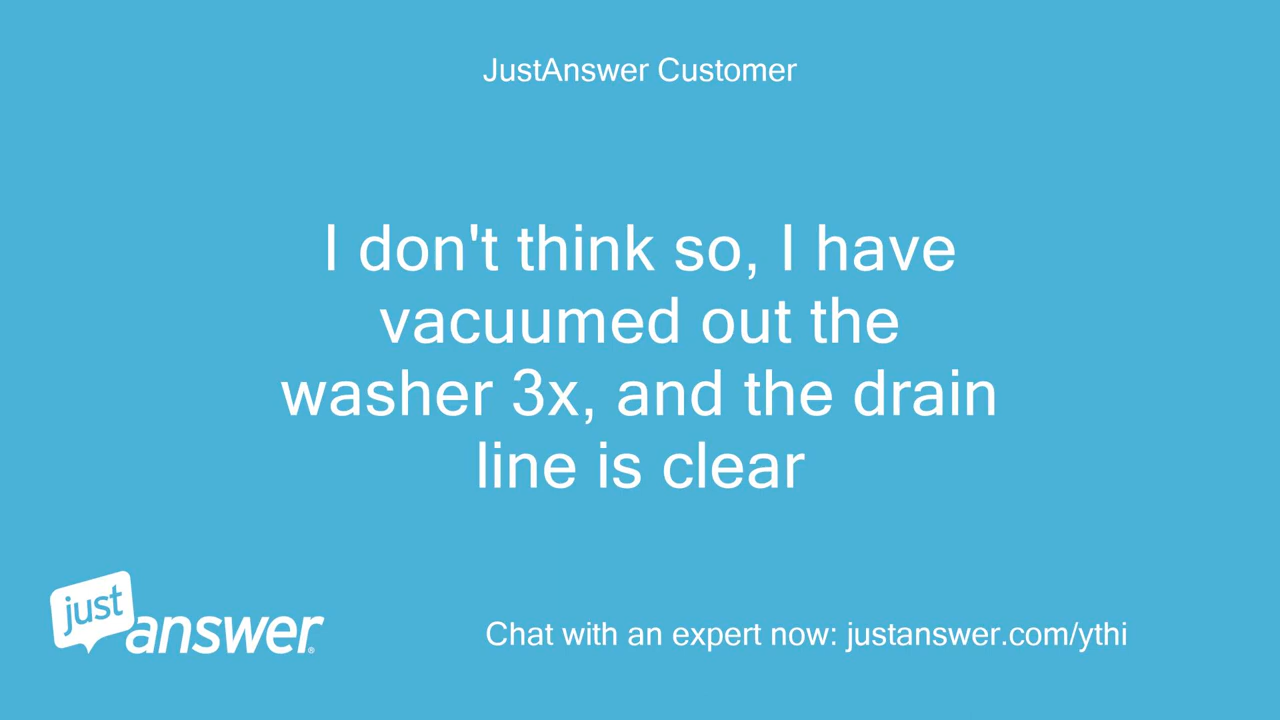 JustAnswer Customer
I don't think so, I have
vacuumed out the
washer 3x, and the drain
line is clear
just
answer®
Chat with an expert now: justanswer.com/ythi